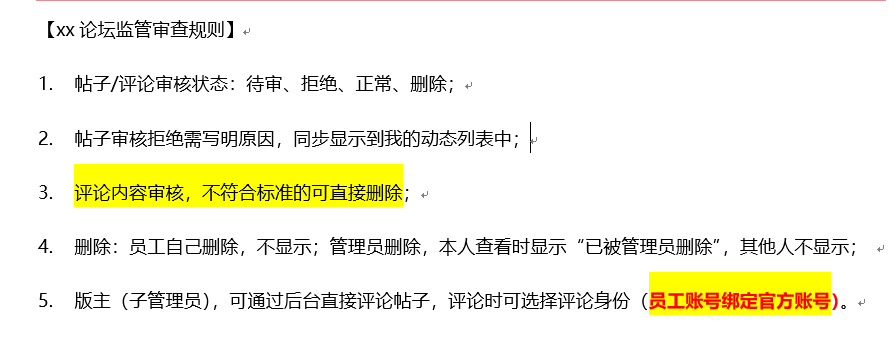 【xx 论坛监管审查规则】
1. 帖子/评论审核状态：待审、拒绝、正常、删除；
2. 帖子审核拒绝需写明原因，同步显示到我的动态列表中；
3. 评论内容审核，不符合标准的可直接删除；
4. 删除：员工自己删除，不显示；管理员删除，本人查看时显示“已被管理员删除”，其他人不显示；
5. 版主（子管理员），可通过后台直接评论帖子，评论时可选择评论身份（员工账号绑定官方账号）。